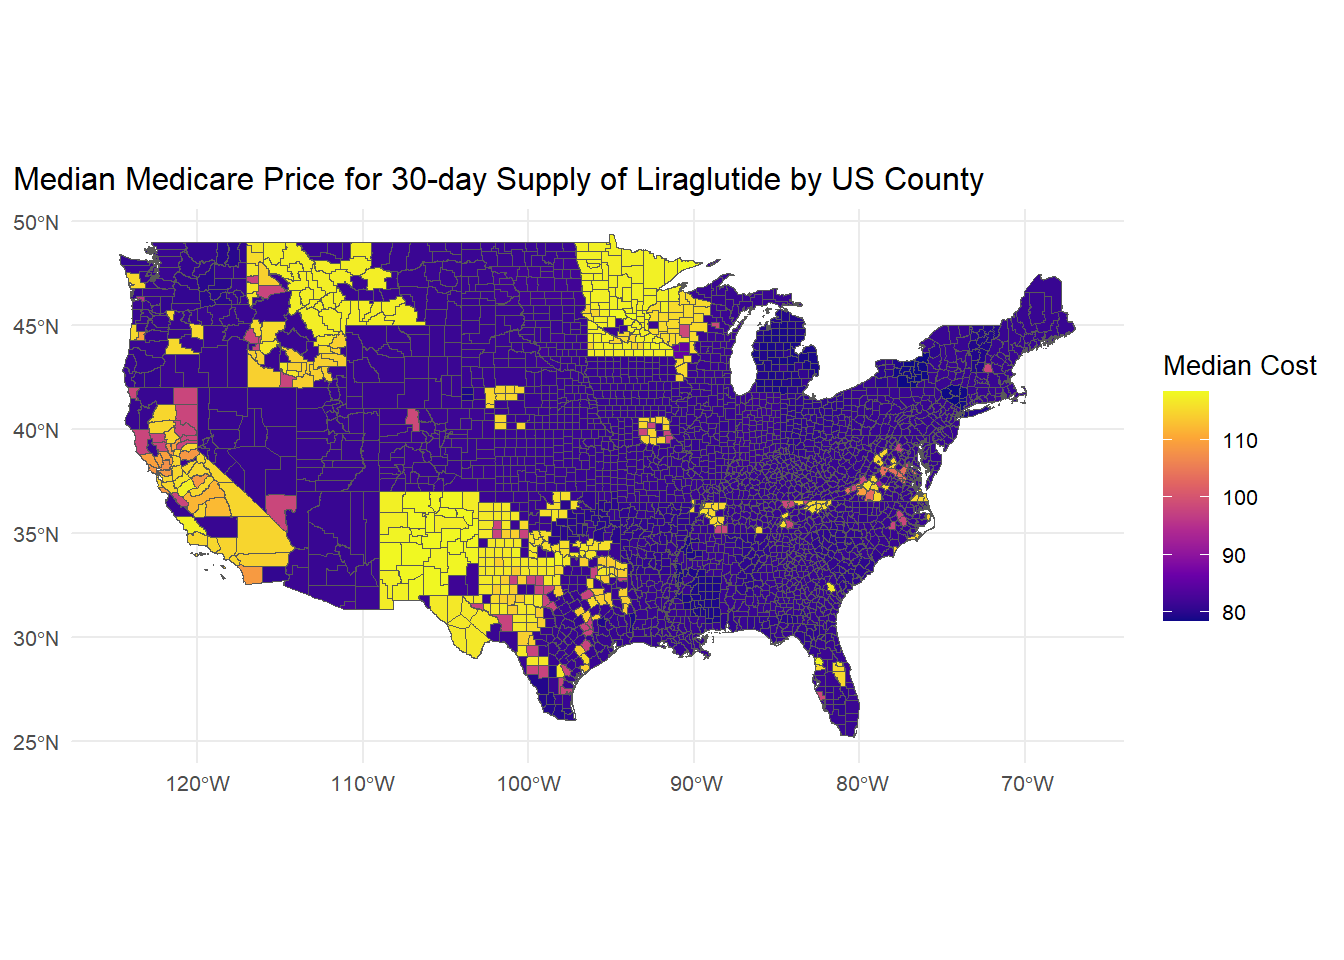 Median Medicare Price for 30-day Supply of Liraglutide by US County
50°N
45°N
40°N
35°N
30°N
25°N
120°W 110°W 100°W 90°W 80°W 70°W
Median Cost
110
100
90
80